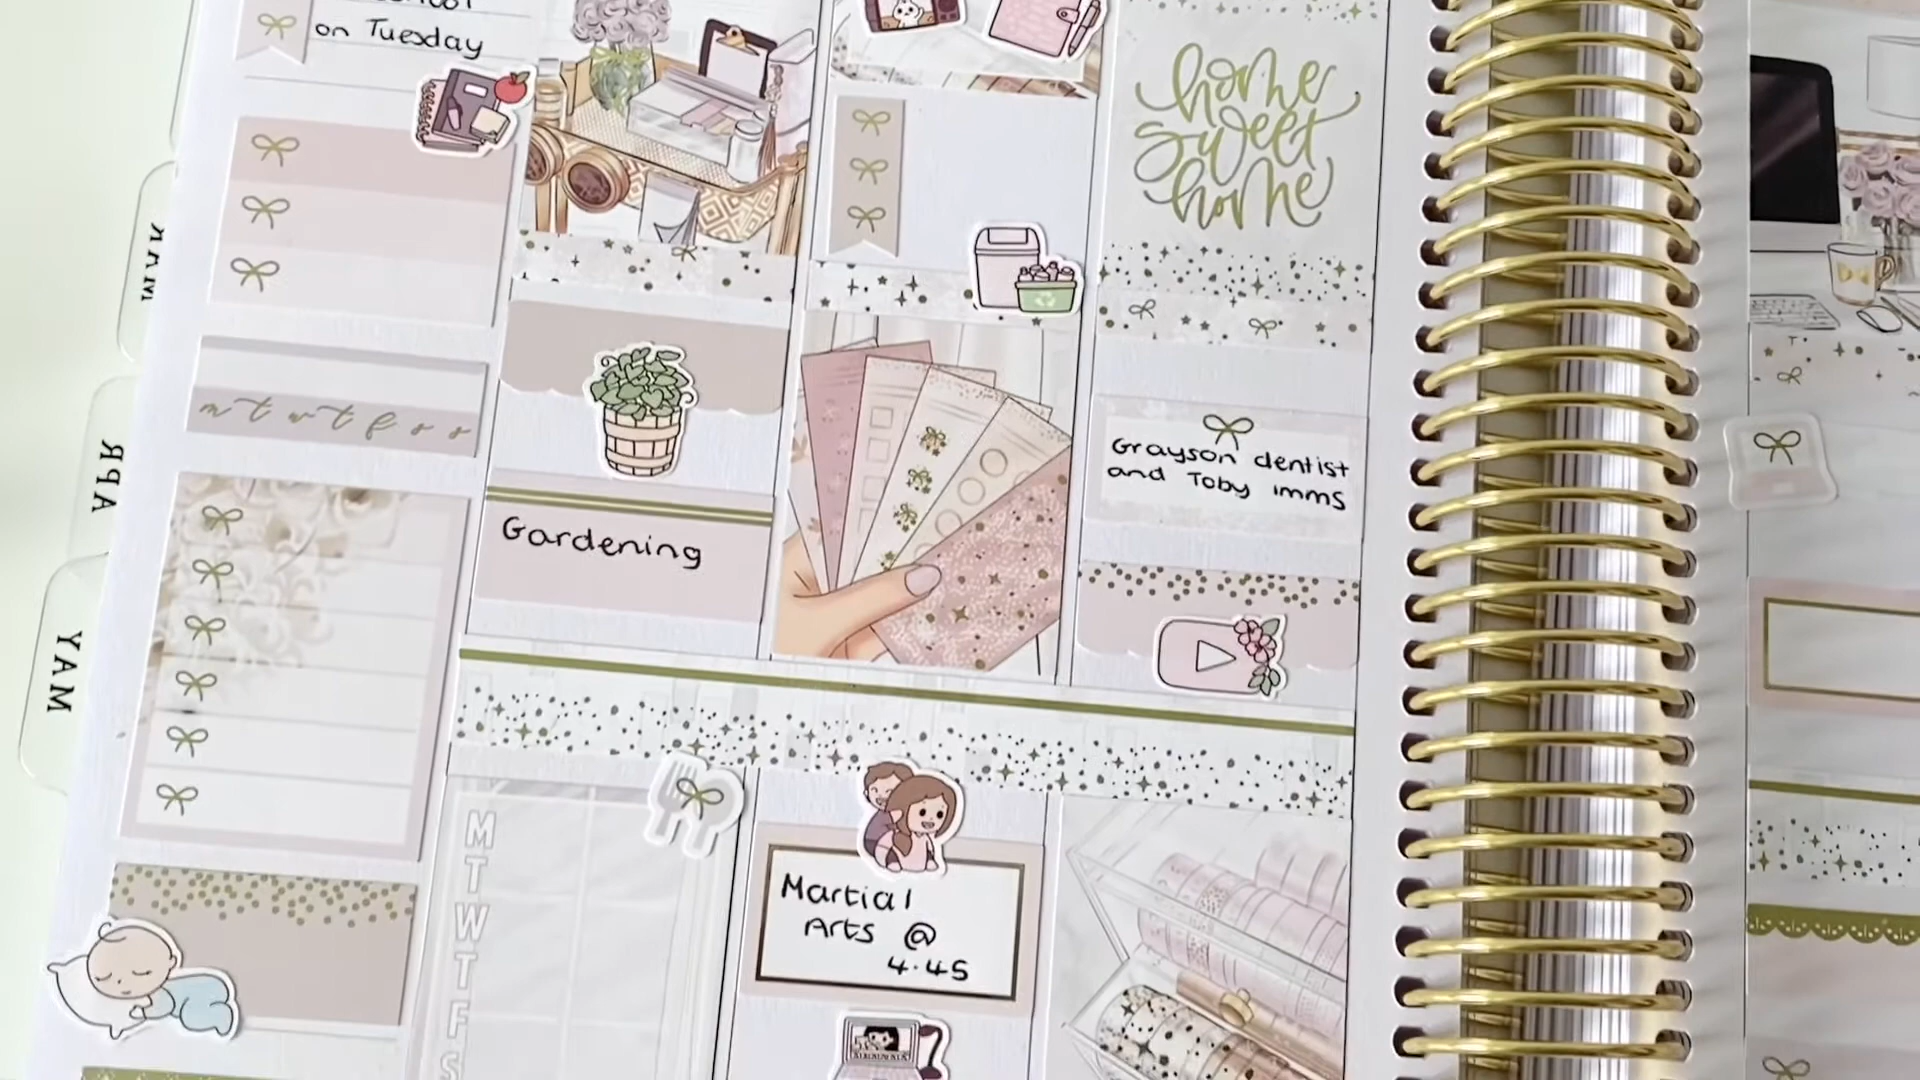 on Tuesday
home
sweet
home
m t w t f s s
Grayson dentist
and Toby imms
Gardening
Martial
Arts @
4.45
M
T
W
T
F
S
APR
MAY